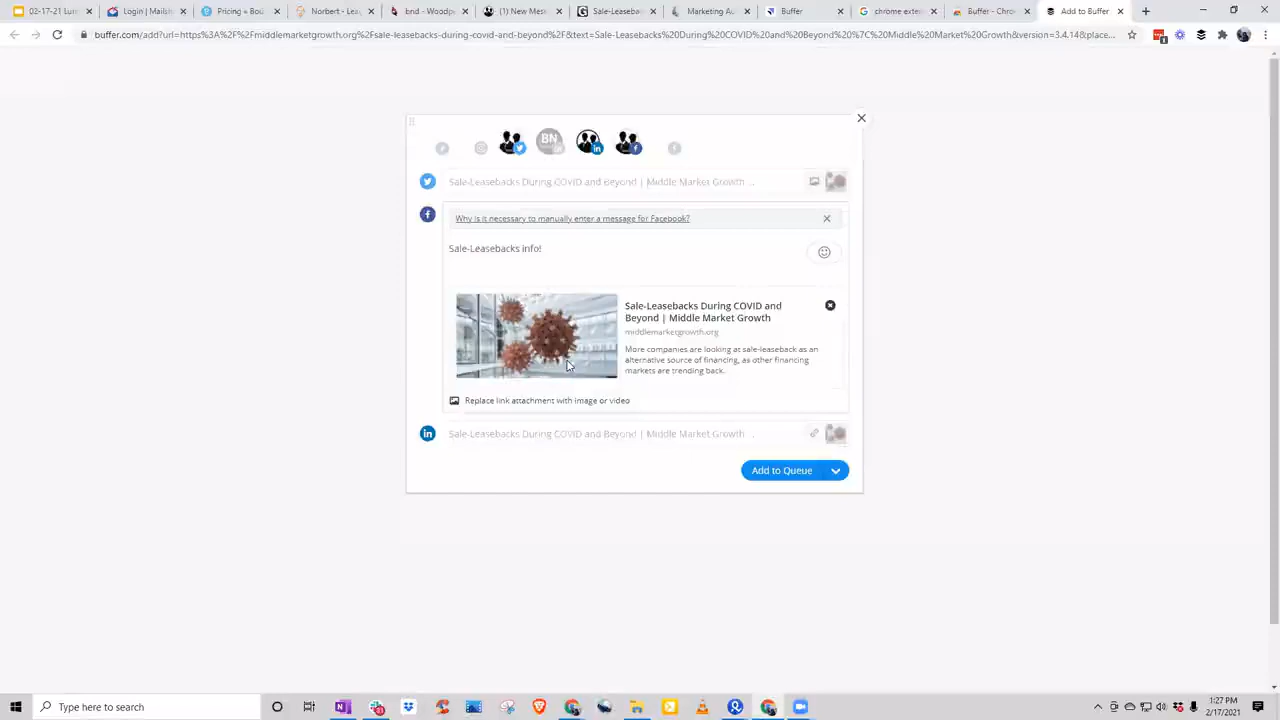 02-17-21 Lun
Login | Mails
Pricing + Bou
Norbert - Lea
bnd - Woodp
(1) New Mes
Sale-Leaseba
Marketing Au
Buffer
chrome exten
Buffer - Chro
Add to Buffer
buffer.com/add?url=https%3A%2F%2Fmiddlemarketgrowth.org%2Fsale-leasebacks-during-covid-and-beyond%2F&text=Sale-Leasebacks%20During%20COVID%20and%20Beyond%20%7C%20Middle%20Market%20Growth&version=3.4.14&place...
BN
Sale-Leasebacks During COVID and Beyond | Middle Market Growth ...
Why is it necessary to manually enter a message for Facebook?
Sale-Leasebacks info!
Sale-Leasebacks During COVID and
Beyond | Middle Market Growth
middlemarketgrowth.org
More companies are looking at sale-leaseback as an
alternative source of financing, as other financing
markets are trending back.
Replace link attachment with image or video
Sale-Leasebacks During COVID and Beyond | Middle Market Growth ...
Add to Queue
Type here to search
1:27 PM
2/17/2021